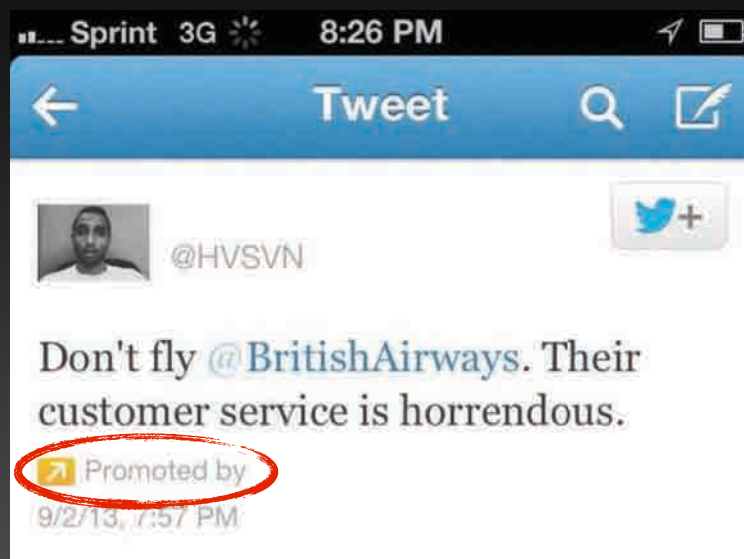 Sprint 3G 8:26 PM
Tweet
@HVSVN
Don't fly @BritishAirways. Their
customer service is horrendous.
Promoted by
9/2/13, 7:57 PM